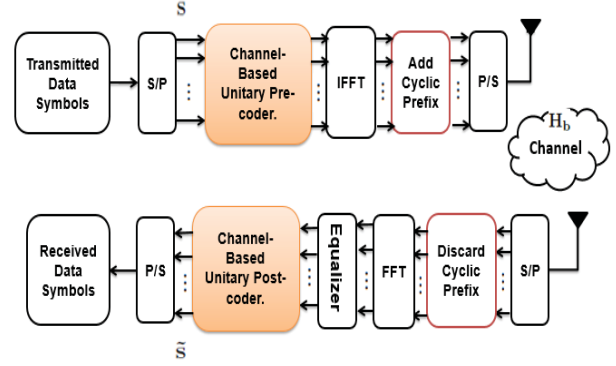 S
Transmitted
Data
Symbols
S/P
Channel-
Based
Unitary Pre-
coder.
IFFT
Add
Cyclic
Prefix
P/S
H_b
Channel
Received
Data
Symbols
P/S
Channel-
Based
Unitary Post-
coder.
Equalizer
FFT
Discard
Cyclic
Prefix
S/P
s̃